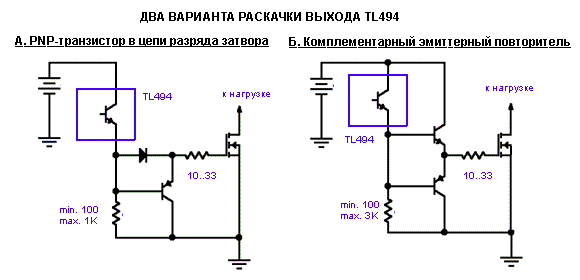 ДВА ВАРИАНТА РАСКАЧКИ ВЫХОДА TL494
А. PNP-транзистор в цепи разряда затвора
Б. Комплементарный эмиттерный повторитель
TL494
к нагрузке
10..33
min. 100
max. 1K
TL494
к нагрузке
10..33
min. 100
max. 3K